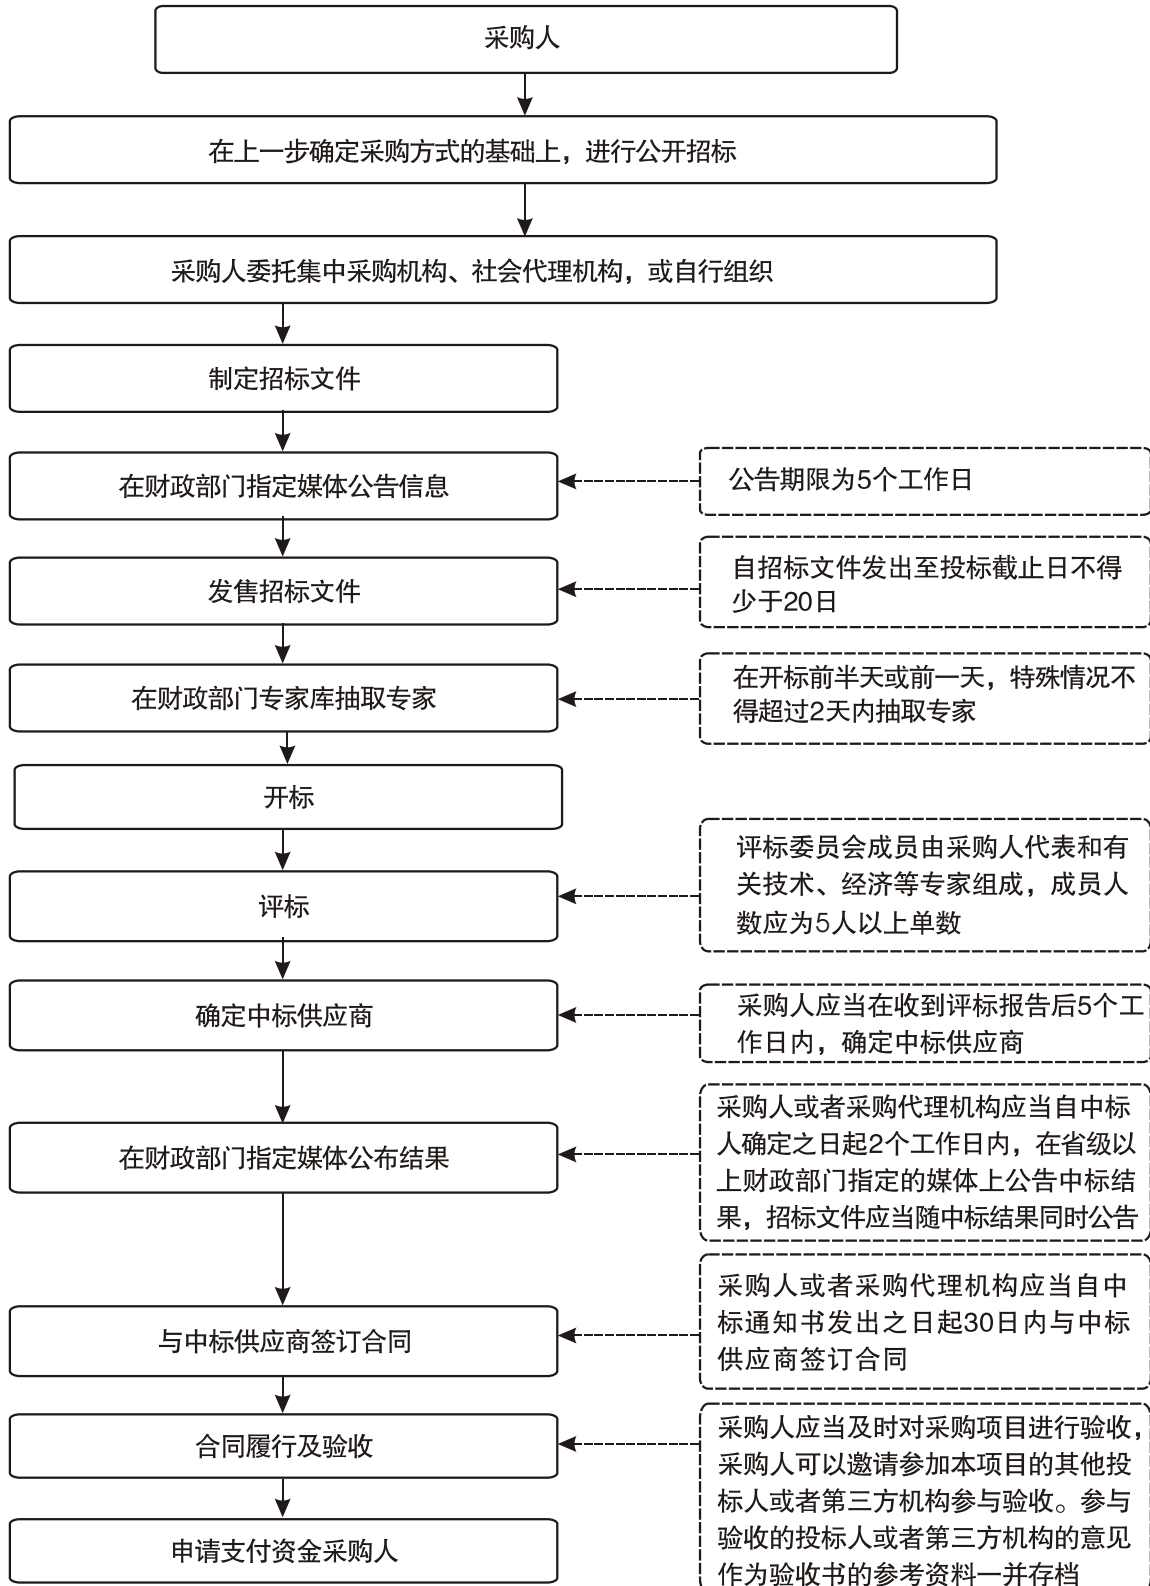 采购人
在上一步确定采购方式的基础上，进行公开招标
采购人委托集中采购机构、社会代理机构，或自行组织
制定招标文件
在财政部门指定媒体公告信息
公告期限为5个工作日
发售招标文件
自招标文件发出至投标截止日不得
少于20日
在财政部门专家库抽取专家
在开标前半天或前一天，特殊情况不
得超过2天内抽取专家
开标
评标
评标委员会成员由采购人代表和有
关技术、经济等专家组成，成员人
数应为5人以上单数
确定中标供应商
采购人应当在收到评标报告后5个工
作日内，确定中标供应商
在财政部门指定媒体公布结果
采购人或者采购代理机构应当自中标
人确定之日起2个工作日内，在省级以
上财政部门指定的媒体上公告中标结
果，招标文件应当随中标结果同时公告
与中标供应商签订合同
采购人或者采购代理机构应当自中
标通知书发出之日起30日内与中标
供应商签订合同
合同履行及验收
采购人应当及时对采购项目进行验收，
采购人可以邀请参加本项目的其他投
标人或者第三方机构参与验收。参与
验收的投标人或者第三方机构的意见
作为验收书的参考资料一并存档
申请支付资金采购人